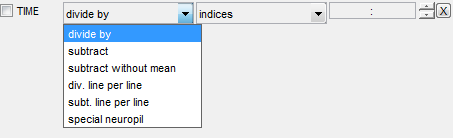 TIME divide by indices : X
divide by
subtract
subtract without mean
div. line per line
subt. line per line
special neuropil